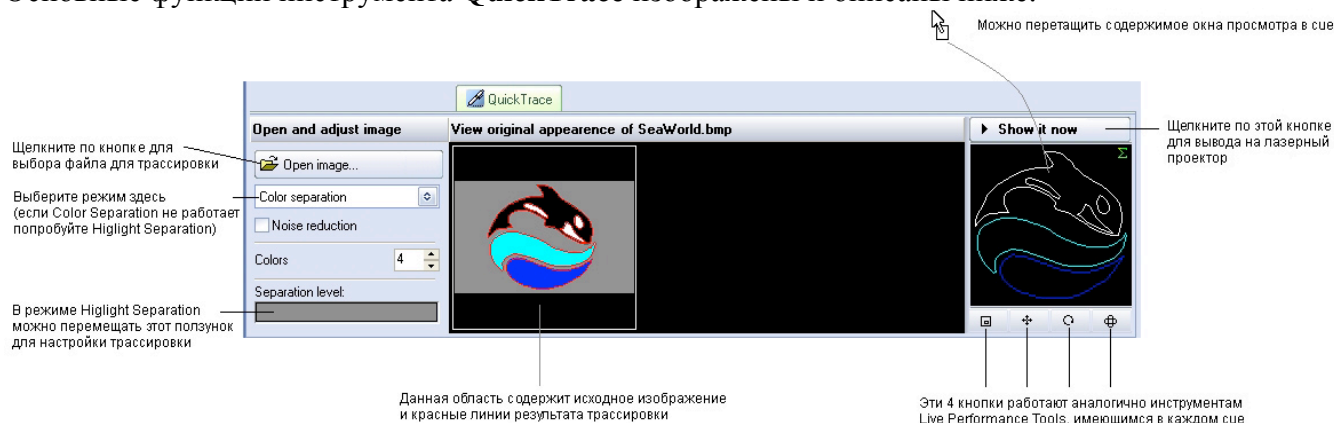 Основные функции инструмента QuickTrace изображены и описаны ниже:
Можно перетащить содержимое окна просмотра в cue
QuickTrace
Open and adjust image
View original appearence of SeaWorld.bmp
Show it now
Щелкните по кнопке для
выбора файла для трассировки
Open image...
Щелкните по этой кнопке
для вывода на лазерный
проектор
Σ
Выберите режим здесь
(если Color Separation не работает
попробуйте Higlight Separation)
Color separation
Noise reduction
Colors 4
Separation level:
В режиме Higlight Separation
можно перемещать этот ползунок
для настройки трассировки
Данная область содержит исходное изображение
и красные линии результата трассировки
Эти 4 кнопки работают аналогично инструментам
Live Performance Tools, имеющимся в каждом cue